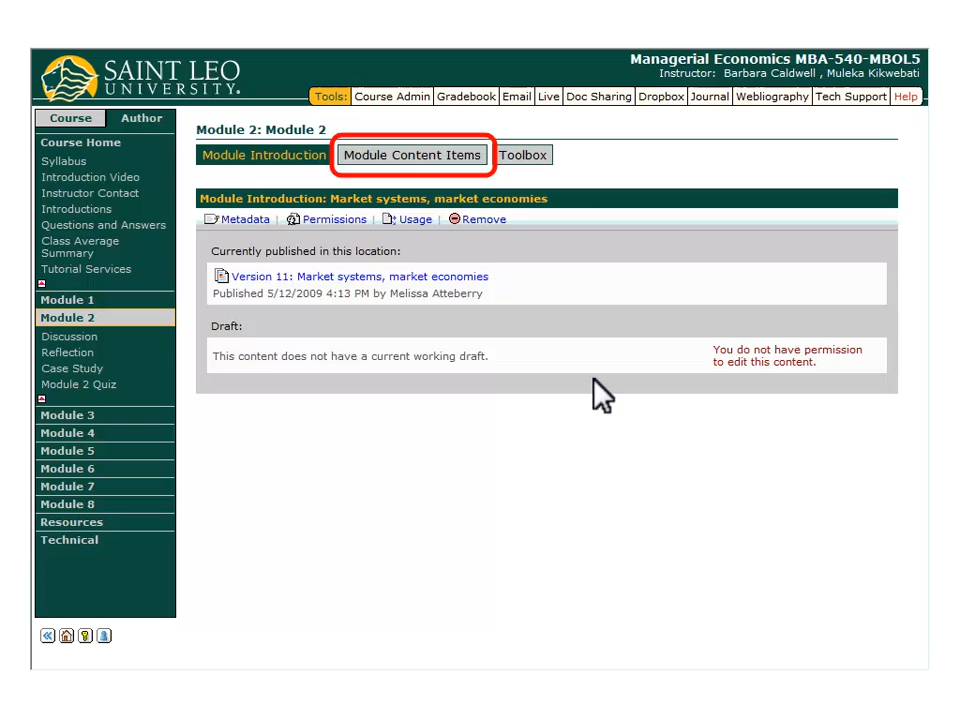 SAINT LEO
UNIVERSITY.
Managerial Economics MBA-540-MBOL5
Instructor: Barbara Caldwell , Muleka Kikwebati
Tools: Course Admin Gradebook Email Live Doc Sharing Dropbox Journal Webliography Tech Support Help
Course Author
Course Home
Syllabus
Introduction Video
Instructor Contact
Introductions
Questions and Answers
Class Average
Summary
Tutorial Services
Module 1
Module 2
Discussion
Reflection
Case Study
Module 2 Quiz
Module 3
Module 4
Module 5
Module 6
Module 7
Module 8
Resources
Technical
Module 2: Module 2
Module Introduction Module Content Items Toolbox
Module Introduction: Market systems, market economies
Metadata | Permissions | Usage | Remove
Currently published in this location:
Version 11: Market systems, market economies
Published 5/12/2009 4:13 PM by Melissa Atteberry
Draft:
This content does not have a current working draft.
You do not have permission
to edit this content.